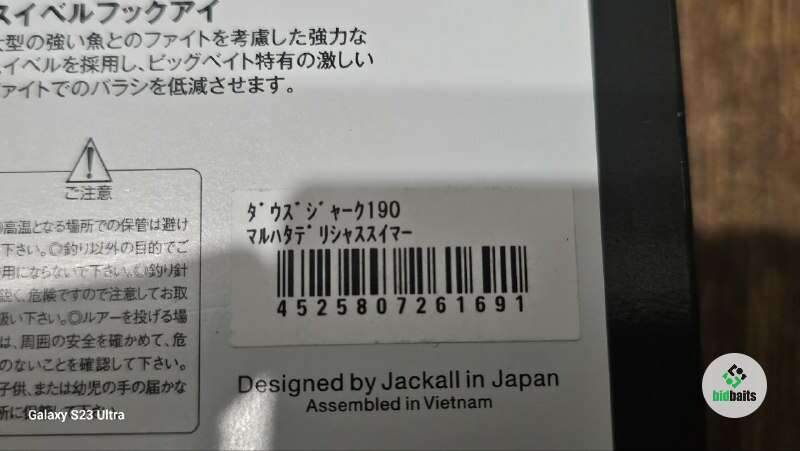 スイベルフックアイ
型の強い魚とのファイトを考慮した強力な
イベルを採用し、ビッグベイト特有の激しい
ファイトでのバラシを低減させます。
ご注意
◎高温となる場所での保管は避け
下さい。◎釣り以外の目的でご
用にならないで下さい。◎釣り針
鋭く、危険ですので注意してお取
扱い下さい。◎ルアーを投げる場
は、周囲の安全を確かめて、危
のないことを確認して下さい。
子供、または幼児の手の届かな
所に
ﾀﾞｳｽﾞｼﾞｬｰｸ190
ﾏﾙﾊﾀﾃﾞﾘｼｬｽｽｲﾏｰ
4525807261691
Designed by Jackall in Japan
Assembled in Vietnam
Galaxy S23 Ultra
bidbaits